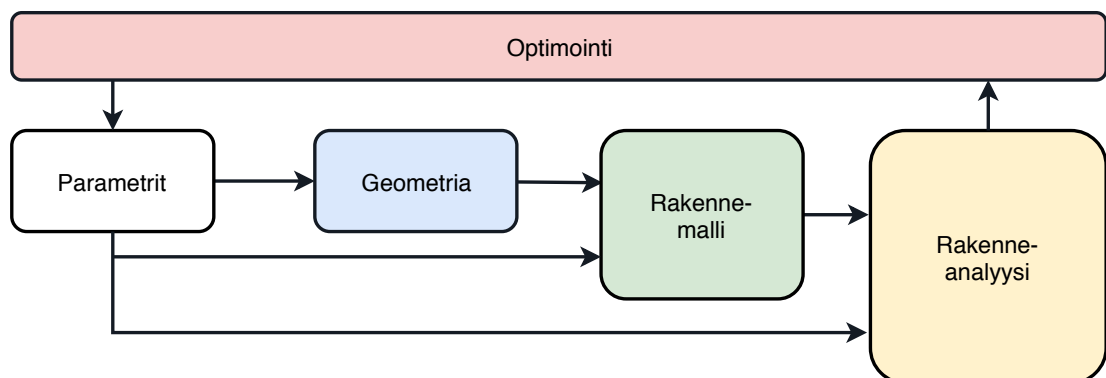 Optimointi
Parametrit
Geometria
Rakenne-
malli
Rakenne-
analyysi